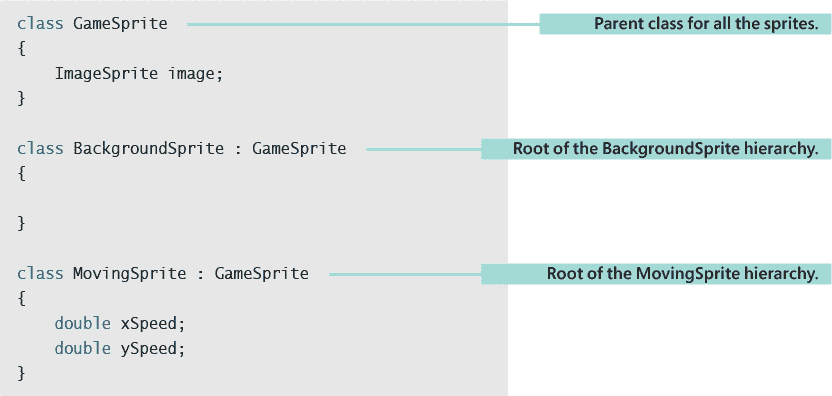 class GameSprite
Parent class for all the sprites.
{
    ImageSprite image;
}
class BackgroundSprite : GameSprite
Root of the BackgroundSprite hierarchy.
{
}
class MovingSprite : GameSprite
Root of the MovingSprite hierarchy.
{
    double xSpeed;
    double ySpeed;
}